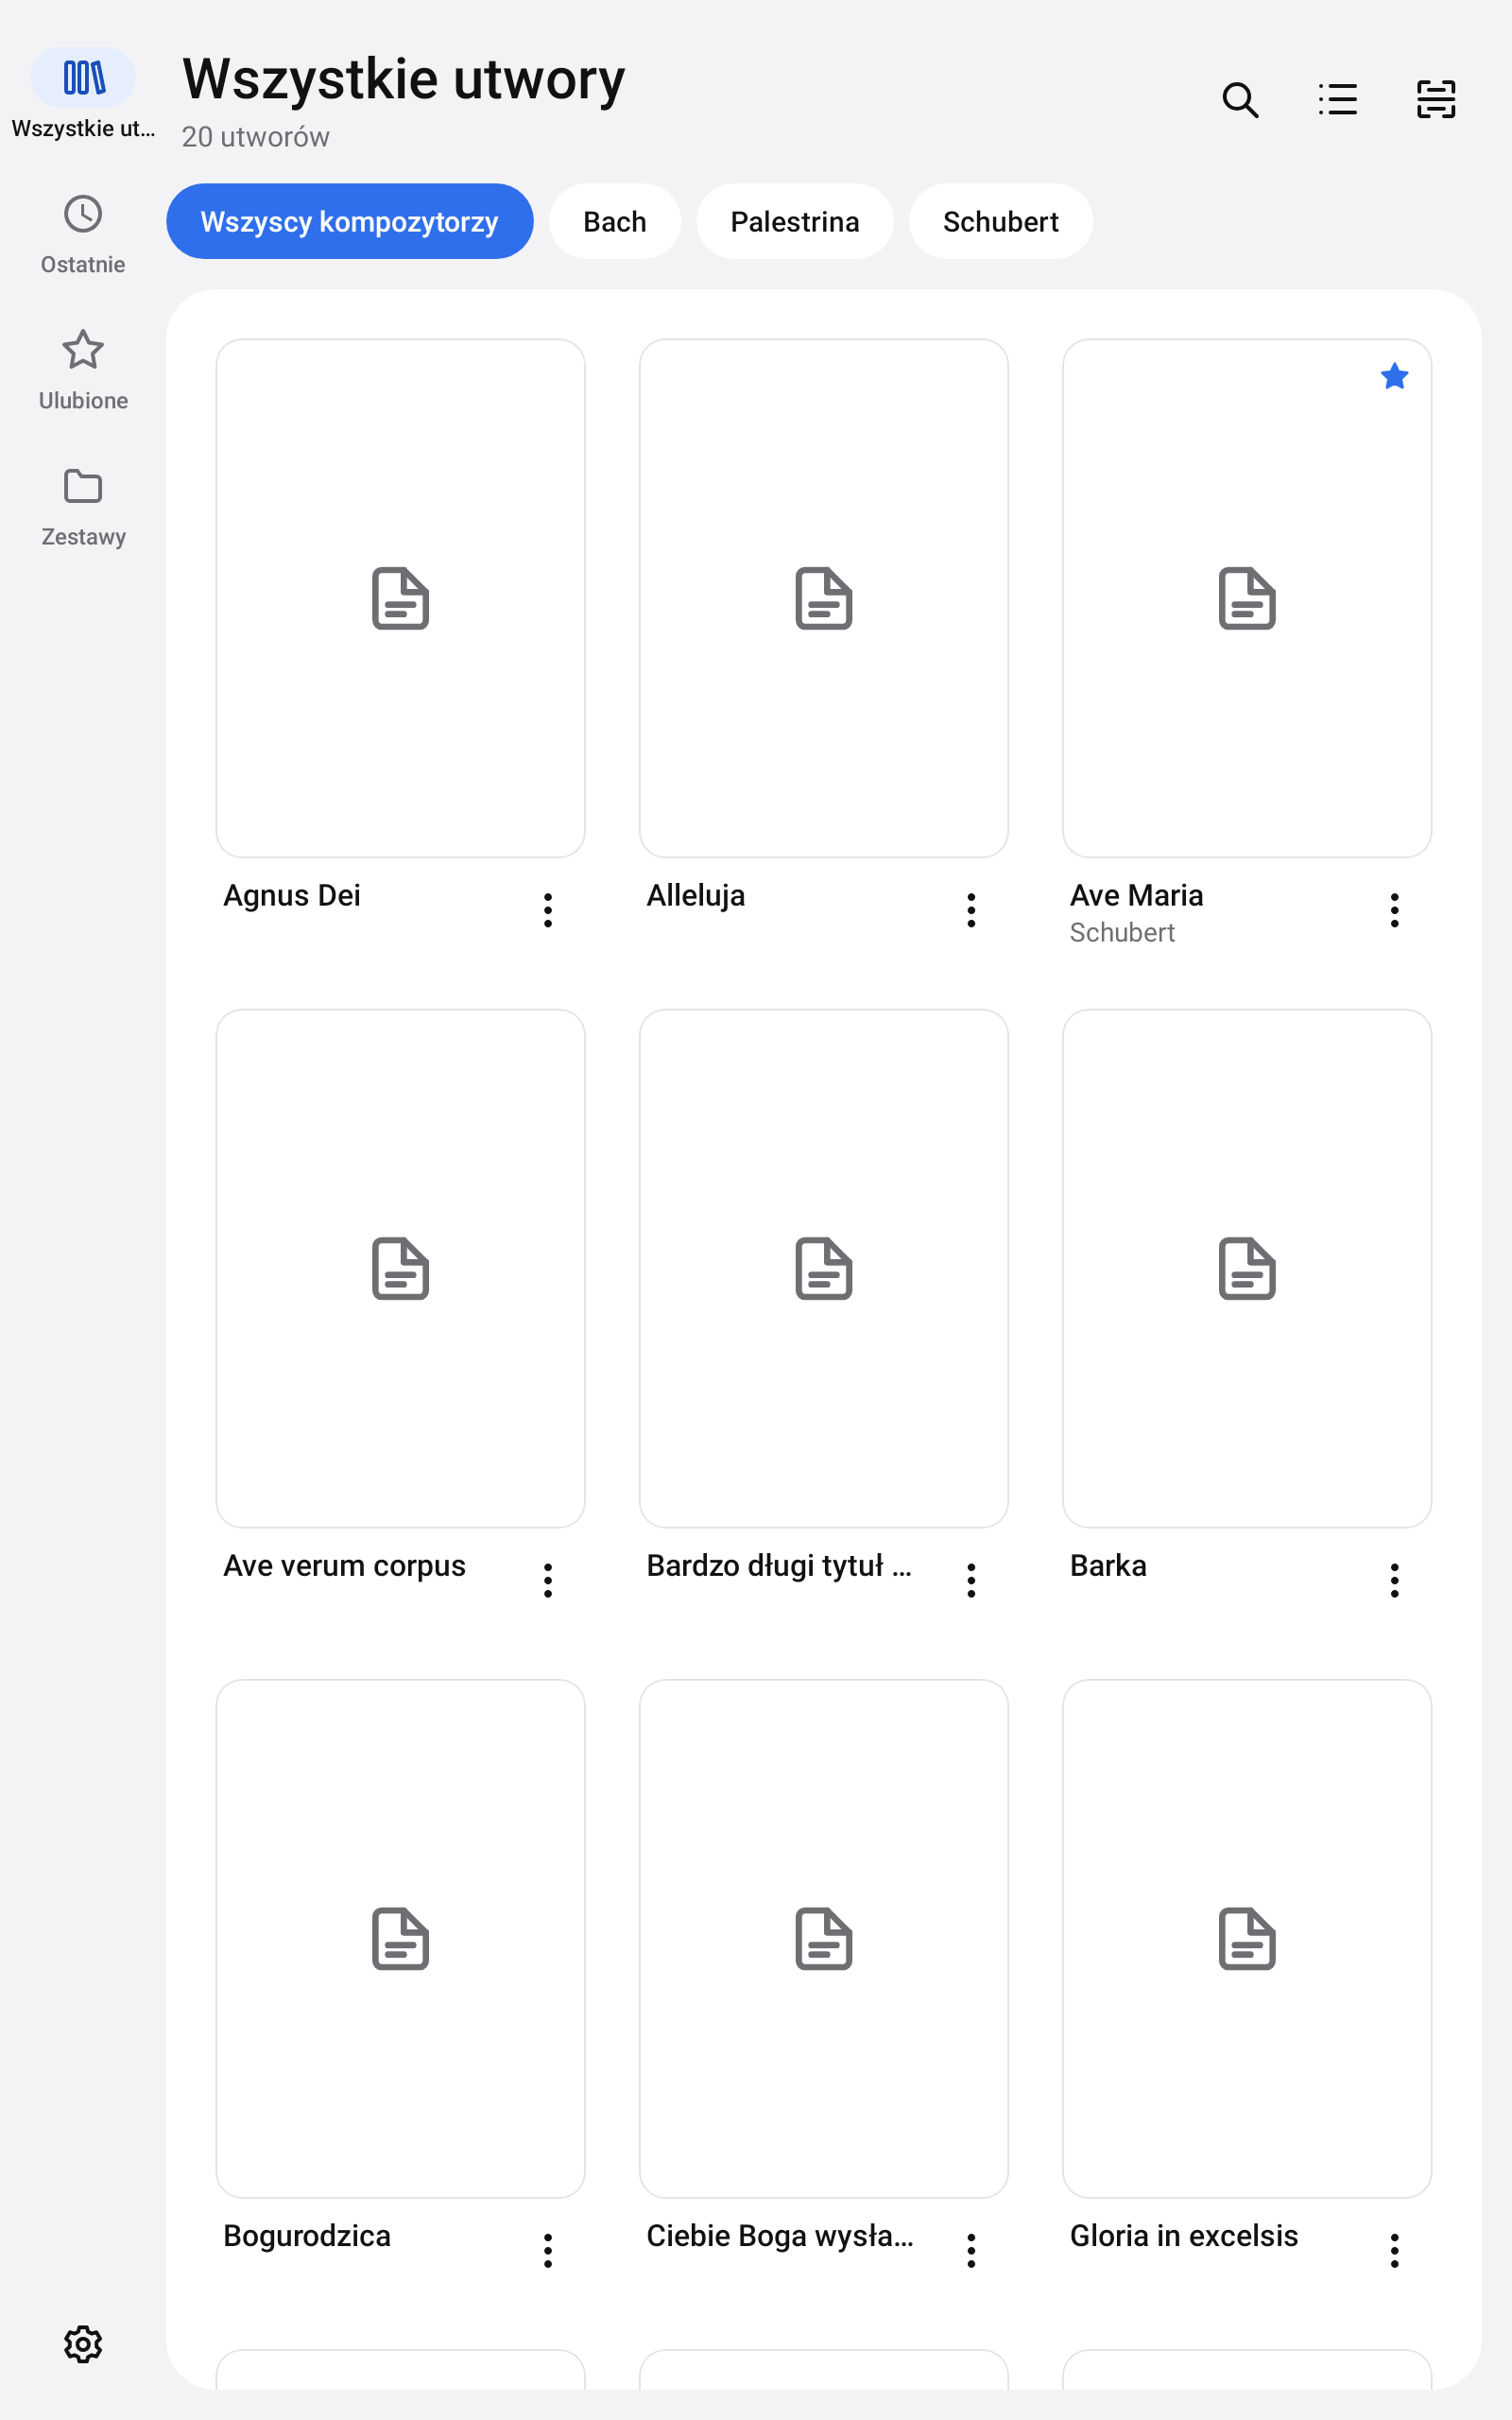 Wszystkie utwory
20 utworów
Wszystkie ut...
Ostatnie
Ulubione
Zestawy
Wszyscy kompozytorzy
Bach
Palestrina
Schubert
Agnus Dei
Alleluja
Ave Maria
Schubert
Ave verum corpus
Bardzo długi tytuł ...
Barka
Bogurodzica
Ciebie Boga wysła...
Gloria in excelsis